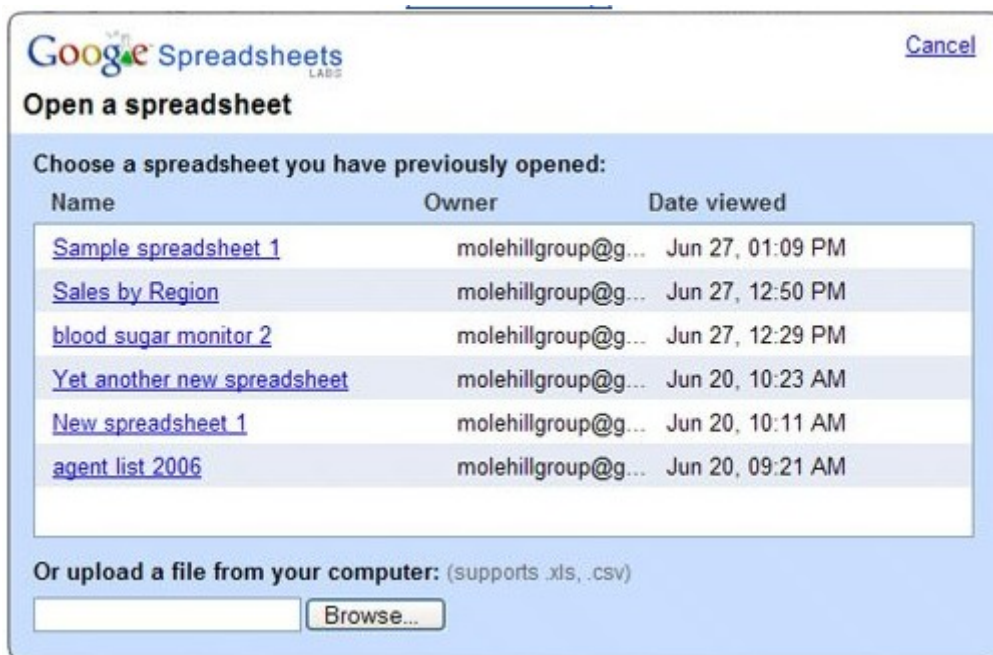 Google Spreadsheets
LABS
Cancel
Open a spreadsheet
Choose a spreadsheet you have previously opened:
Name Owner Date viewed
Sample spreadsheet 1 molehillgroup@g... Jun 27, 01:09 PM
Sales by Region molehillgroup@g... Jun 27, 12:50 PM
blood sugar monitor 2 molehillgroup@g... Jun 27, 12:29 PM
Yet another new spreadsheet molehillgroup@g... Jun 20, 10:23 AM
New spreadsheet 1 molehillgroup@g... Jun 20, 10:11 AM
agent list 2006 molehillgroup@g... Jun 20, 09:21 AM
Or upload a file from your computer: (supports .xls, .csv)
Browse...